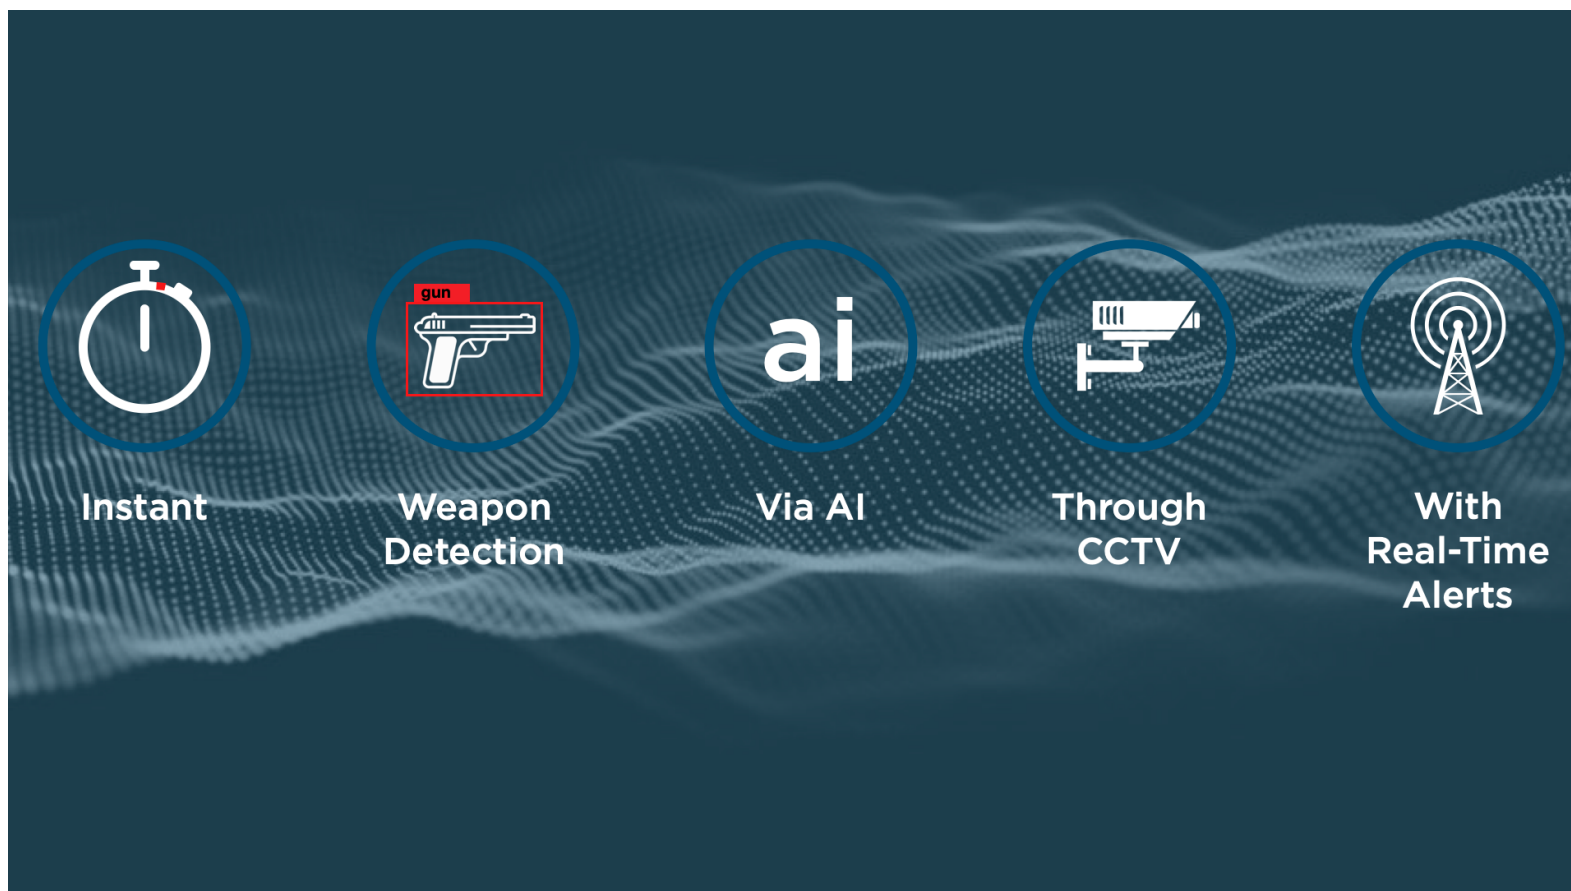 gun
ai
Instant
Weapon
Detection
Via AI
Through
CCTV
With
Real-Time
Alerts